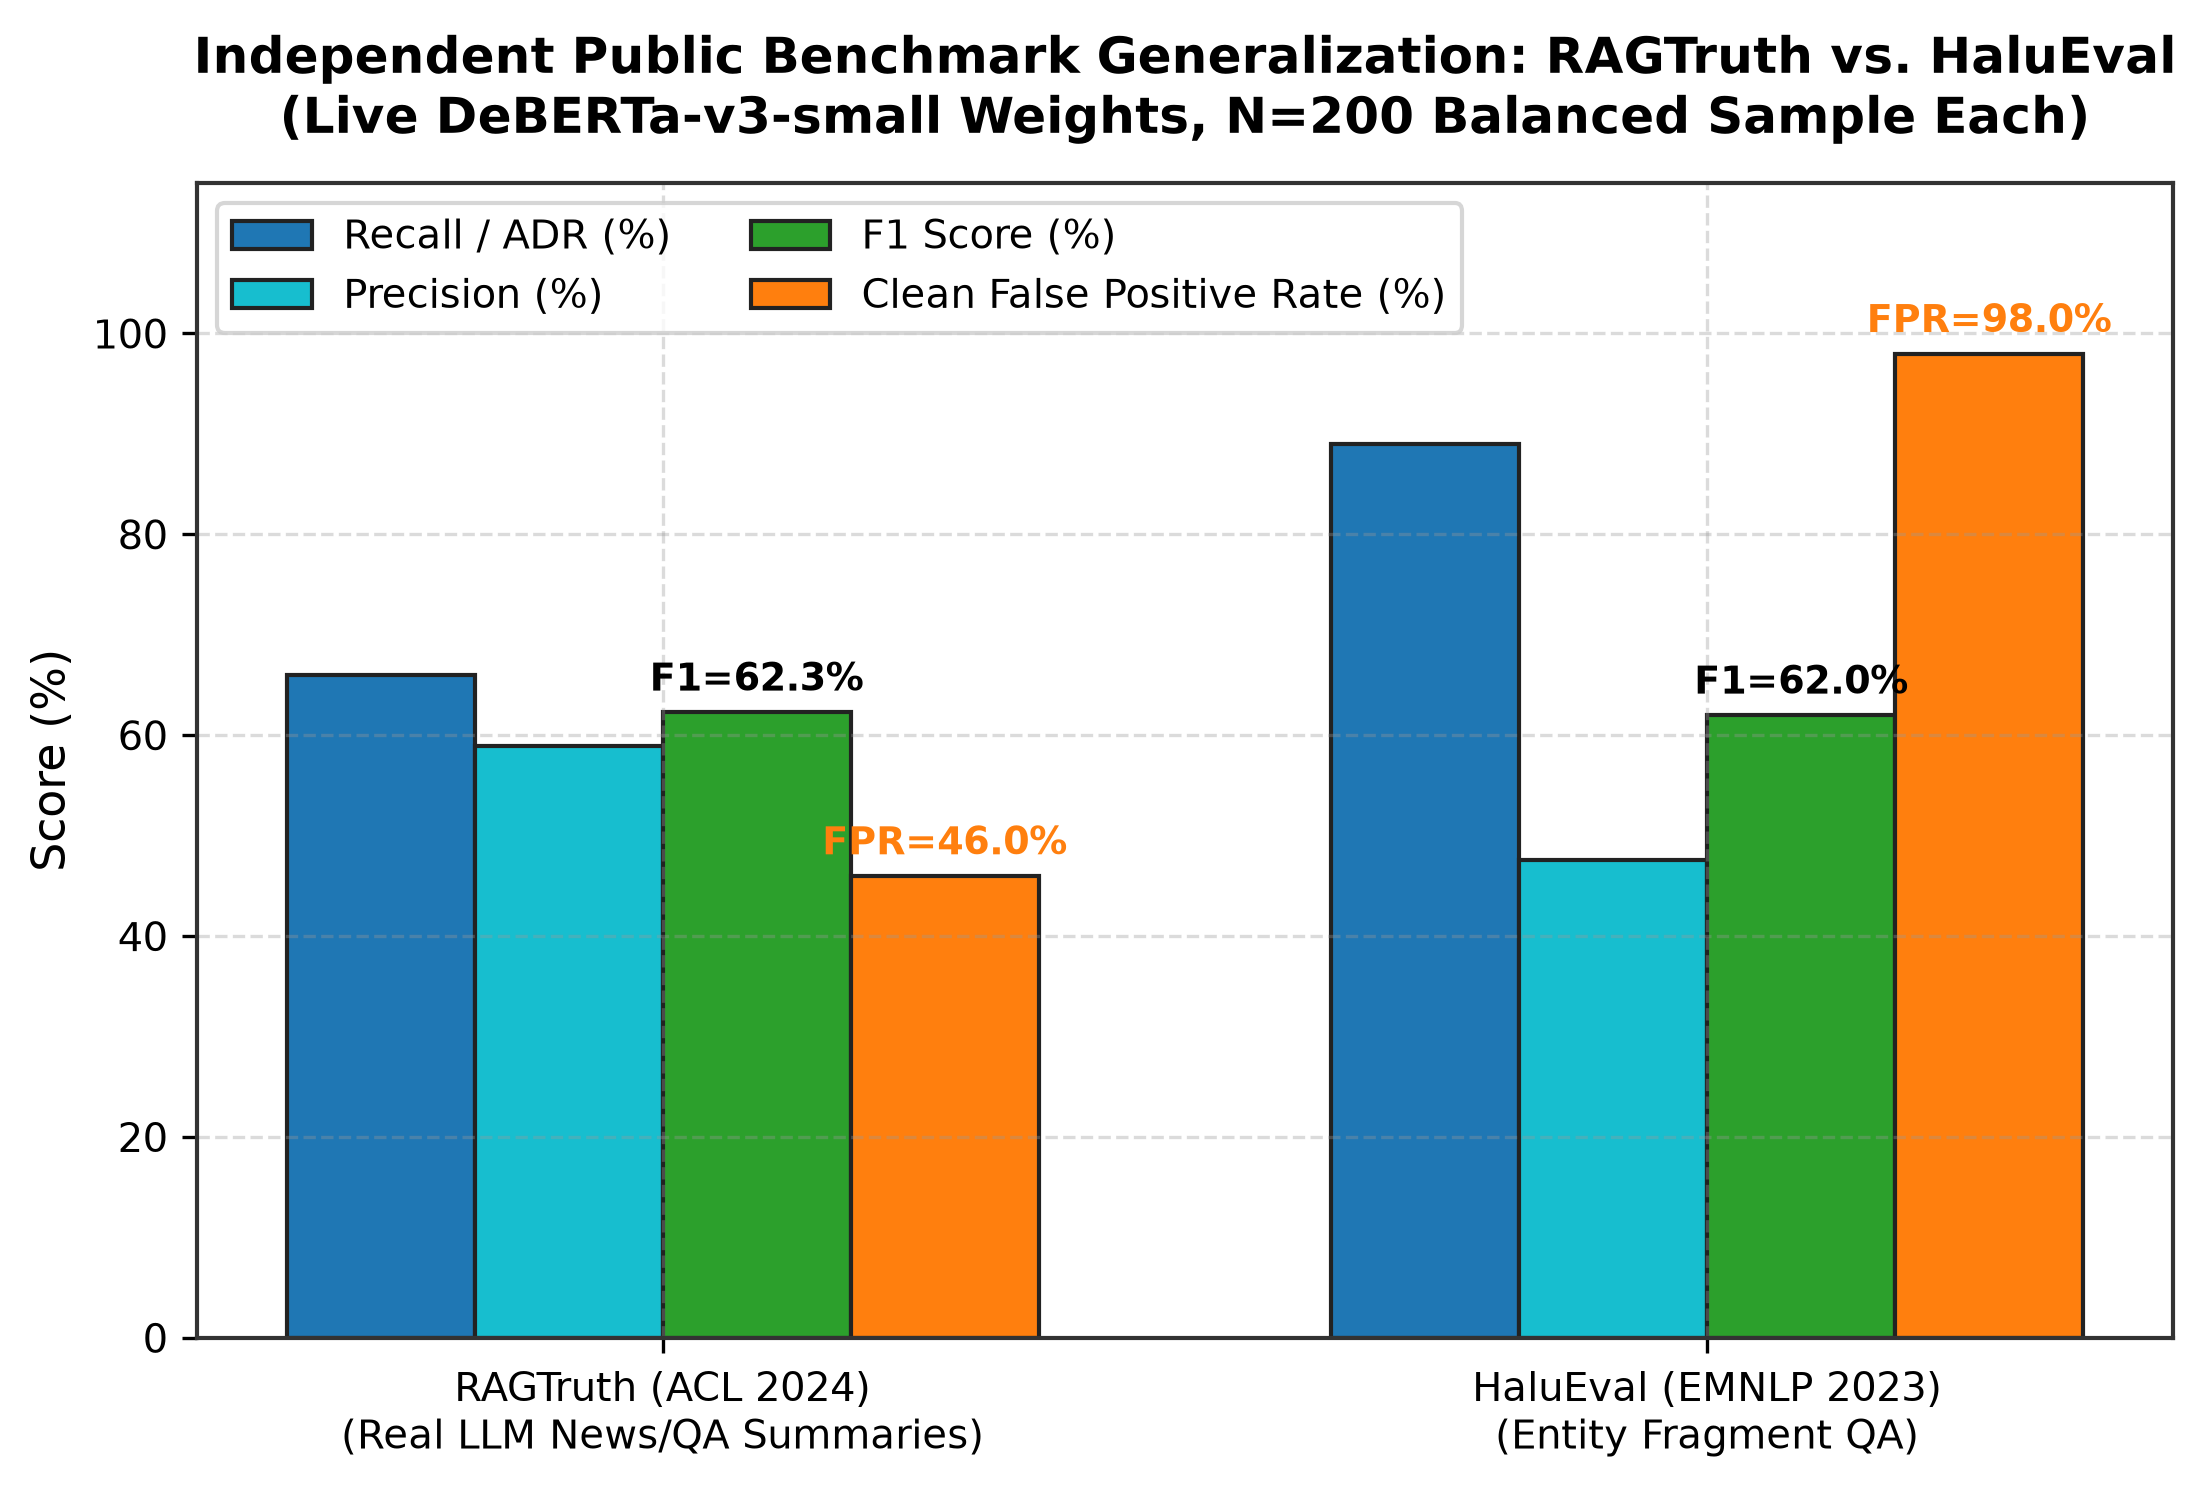 Independent Public Benchmark Generalization: RAGTruth vs. HaluEval
(Live DeBERTa-v3-small Weights, N=200 Balanced Sample Each)
Recall / ADR (%)
Precision (%)
F1 Score (%)
Clean False Positive Rate (%)
Score (%)
100
80
60
40
20
0
F1=62.3%
FPR=46.0%
F1=62.0%
FPR=98.0%
RAGTruth (ACL 2024)
(Real LLM News/QA Summaries)
HaluEval (EMNLP 2023)
(Entity Fragment QA)